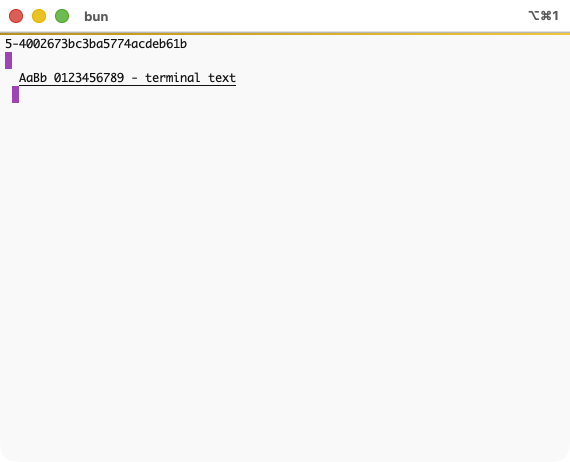 bun
⌥⌘1
5-4002673bc3ba5774acdeb61b
AaBb 0123456789 - terminal text